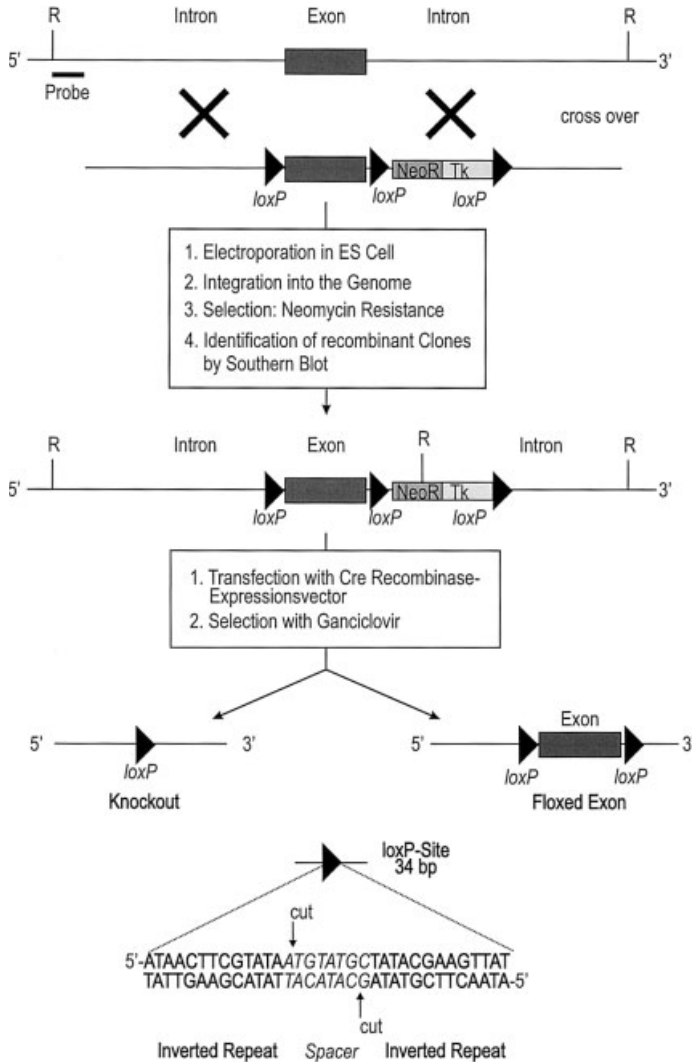 R Intron Exon Intron R
5' 3'
Probe
cross over
NeoR Tk
loxP loxP loxP
1. Electroporation in ES Cell
2. Integration into the Genome
3. Selection: Neomycin Resistance
4. Identification of recombinant Clones
by Southern Blot
R Intron Exon R Intron R
5' NeoR Tk 3'
loxP loxP loxP
1. Transfection with Cre Recombinase-
Expressionsvector
2. Selection with Ganciclovir
5' 3'
loxP
Knockout
Exon
5' 3
loxP loxP
Floxed Exon
loxP-Site
34 bp
cut
5'-ATAACTTCGTATAATGTATGCTATACGAAGTTAT
TATTGAAGCATATTACATACGATATGCTTCAATA-5'
cut
Inverted Repeat Spacer Inverted Repeat